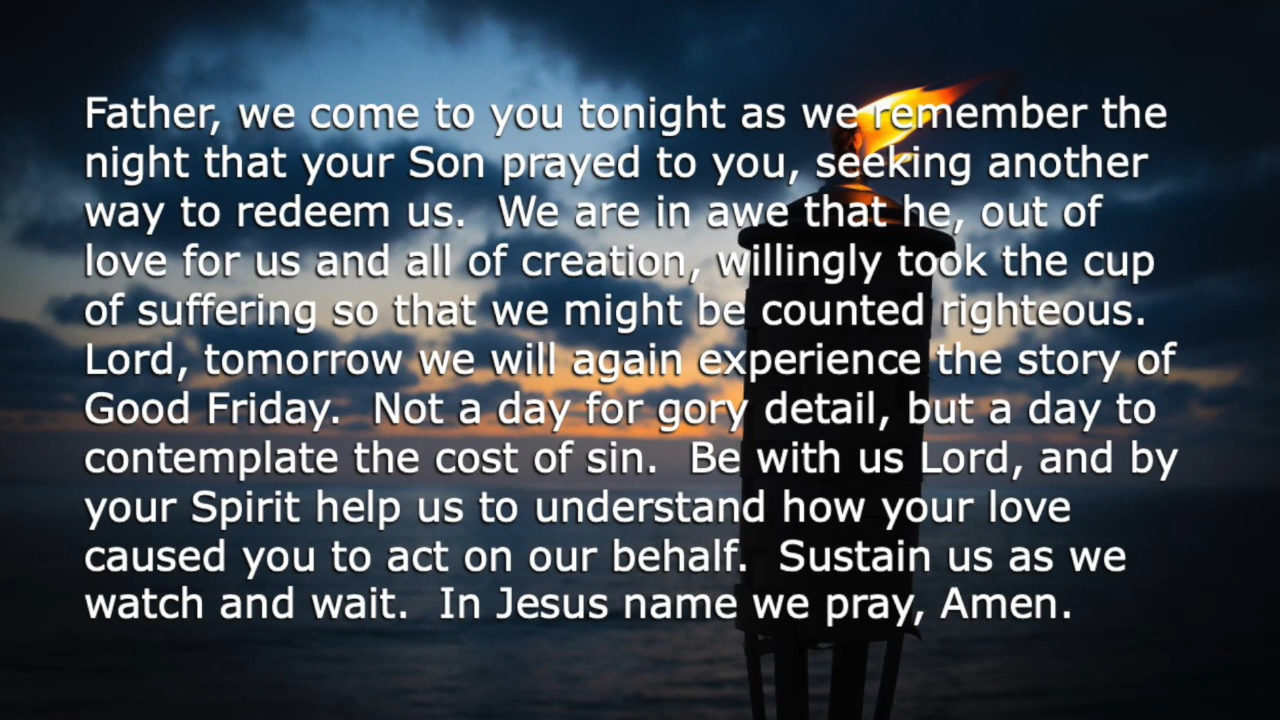 Father, we come to you tonight as we remember the
night that your Son prayed to you, seeking another
way to redeem us.  We are in awe that he, out of
love for us and all of creation, willingly took the cup
of suffering so that we might be counted righteous.
Lord, tomorrow we will again experience the story of
Good Friday.  Not a day for gory detail, but a day to
contemplate the cost of sin.  Be with us Lord, and by
your Spirit help us to understand how your love
caused you to act on our behalf.  Sustain us as we
watch and wait.  In Jesus name we pray, Amen.